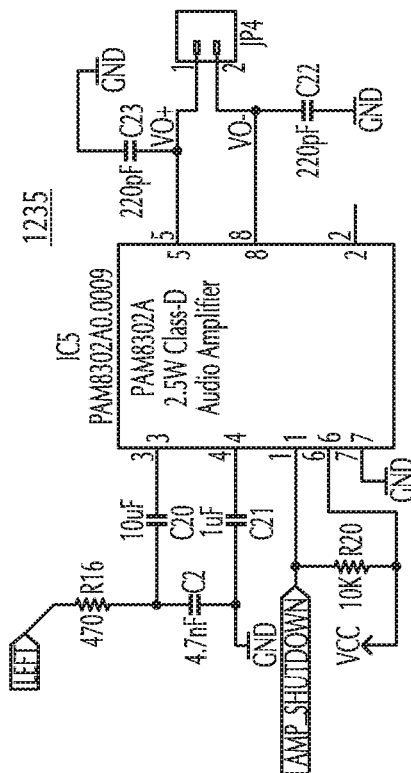 1235
IC5
PAM8302A0.0009
PAM8302A
2.5W Class-D
Audio Amplifier
LEFT
R16
470
C2
4.7nF
10uF
C20
1uF
C21
GND
AMP_SHUTDOWN
R20
10K
VCC
GND
3
3
4
4
1
1
6
6
7
7
5
5
8
8
2
2
GND
220pF
C23
VO+
VO-
C22
220pF
GND
1
2
JP4